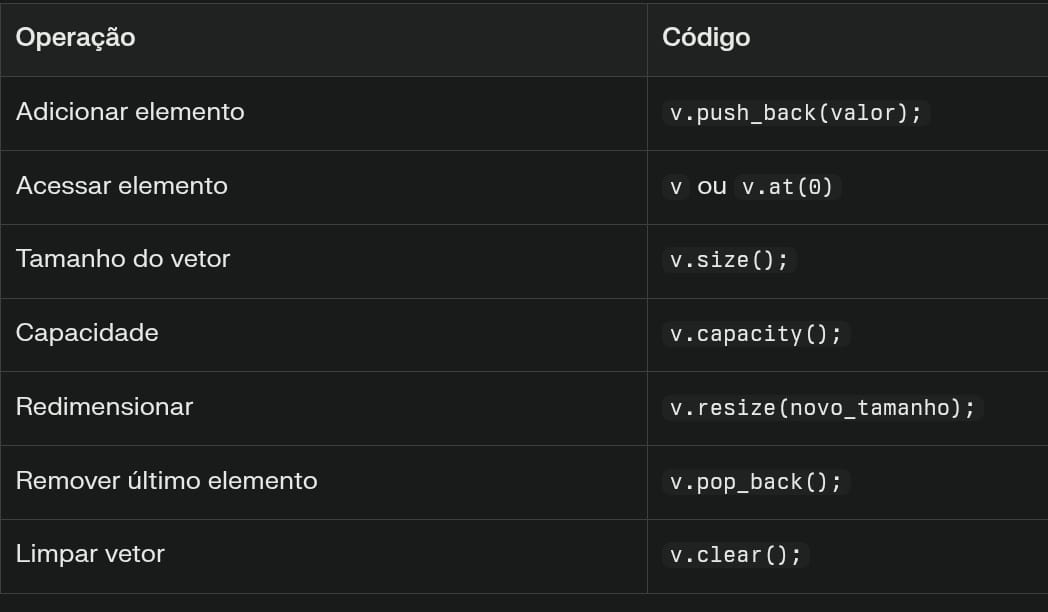 Operação Código
Adicionar elemento v.push_back(valor);
Acessar elemento v ou v.at(0)
Tamanho do vetor v.size();
Capacidade v.capacity();
Redimensionar v.resize(novo_tamanho);
Remover último elemento v.pop_back();
Limpar vetor v.clear();